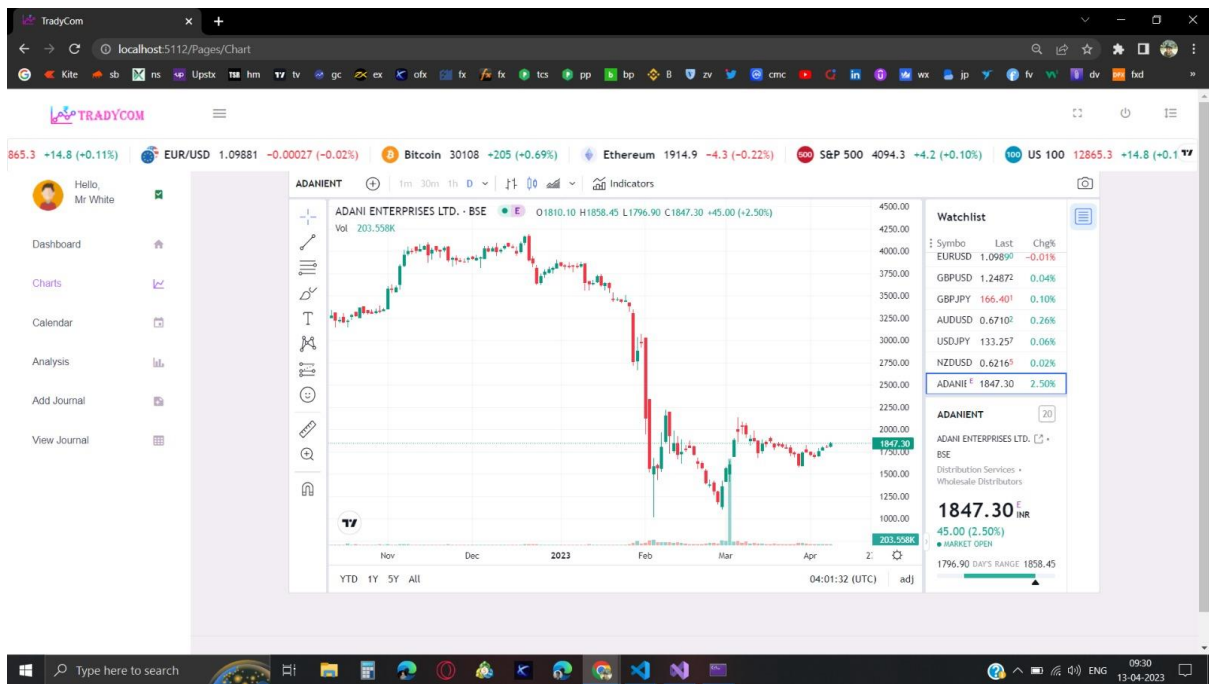 TradyCom
localhost:5112/Pages/Chart
Kite sb ns Upstx hm tv gc ex ofx fx fx tcs pp bp B zv cmc in wx jp fv dv fxd »
TRADYCOM
865.3 +14.8 (+0.11%) EUR/USD 1.09881 −0.00027 (−0.02%) Bitcoin 30108 +205 (+0.69%) Ethereum 1914.9 −4.3 (−0.22%) 500 S&P 500 4094.3 +4.2 (+0.10%) 100 US 100 12865.3 +14.8 (+0.1
Hello,
Mr White
Dashboard
Charts
Calendar
Analysis
Add Journal
View Journal
ADANIENT 1m 30m 1h D Indicators
ADANI ENTERPRISES LTD. · BSE E O1810.10 H1858.45 L1796.90 C1847.30 +45.00 (+2.50%)
Vol 203.558K
4500.00
4250.00
4000.00
3750.00
3500.00
3250.00
3000.00
2750.00
2500.00
2250.00
2000.00
1847.30
1750.00
1500.00
1250.00
1000.00
203.558K
Nov Dec 2023 Feb Mar Apr
YTD 1Y 5Y All 04:01:32 (UTC) adj
Watchlist
Symbo Last Chg%
EURUSD 1.09890 −0.01%
GBPUSD 1.24872 0.04%
GBPJPY 166.401 0.10%
AUDUSD 0.67102 0.26%
USDJPY 133.257 0.06%
NZDUSD 0.62165 0.02%
ADANIE E 1847.30 2.50%
ADANIENT 20
ADANI ENTERPRISES LTD. •
BSE
Distribution Services •
Wholesale Distributors
1847.30 E INR
45.00 (2.50%)
MARKET OPEN
1796.90 DAY'S RANGE 1858.45
Type here to search
ENG
09:30
13-04-2023